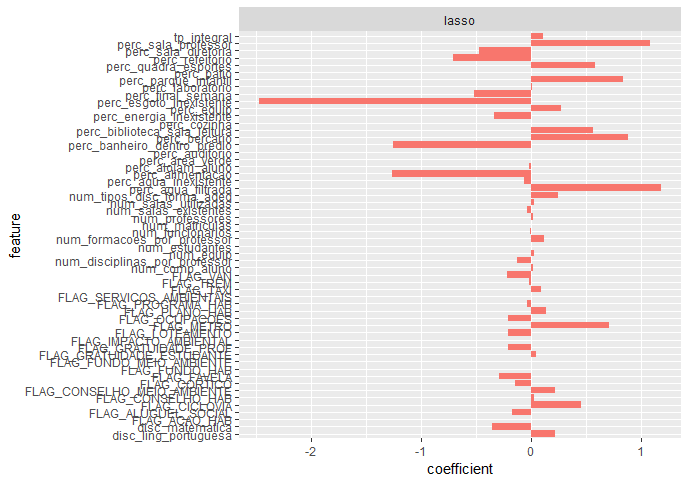 lasso
tp_integral
perc_sala_professor
perc_sala_diretoria
perc_refeitorio
perc_quadra_esportes
perc_patio
perc_parque_infantil
perc_laboratorio
perc_final_semana
perc_esgoto_inexistente
perc_equip
perc_energia_inexistente
perc_cozinha
perc_biblioteca_sala_leitura
perc_bercario
perc_banheiro_dentro_predio
perc_auditorio
perc_area_verde
perc_alojam_aluno
perc_alimentacao
perc_agua_inexistente
perc_agua_filtrada
num_tipos_disc_forma_aded
num_salas_utilizadas
num_salas_existentes
num_professores
num_matriculas
num_funcionarios
num_formacoes_por_professor
num_estudantes
num_equip
num_disciplinas_por_professor
num_comp_aluno
FLAG_VAN
FLAG_TREM
FLAG_TAXI
FLAG_SERVICOS_AMBIENTAIS
FLAG_PROGRAMA_HAB
FLAG_PLANO_HAB
FLAG_OCUPACOES
FLAG_METRO
FLAG_LOTEAMENTO
FLAG_IMPACTO_AMBIENTAL
FLAG_GRATUIDADE_PROF
FLAG_GRATUIDADE_ESTUDANTE
FLAG_FUNDO_MEIO_AMBIENTE
FLAG_FUNDO_HAB
FLAG_FAVELA
FLAG_CORTICO
FLAG_CONSELHO_MEIO_AMBIENTE
FLAG_CONSELHO_HAB
FLAG_CICLOVIA
FLAG_ALUGUEL_SOCIAL
FLAG_ACAO_HAB
disc_matematica
disc_ling_portuguesa
feature
-2 -1 0 1
coefficient